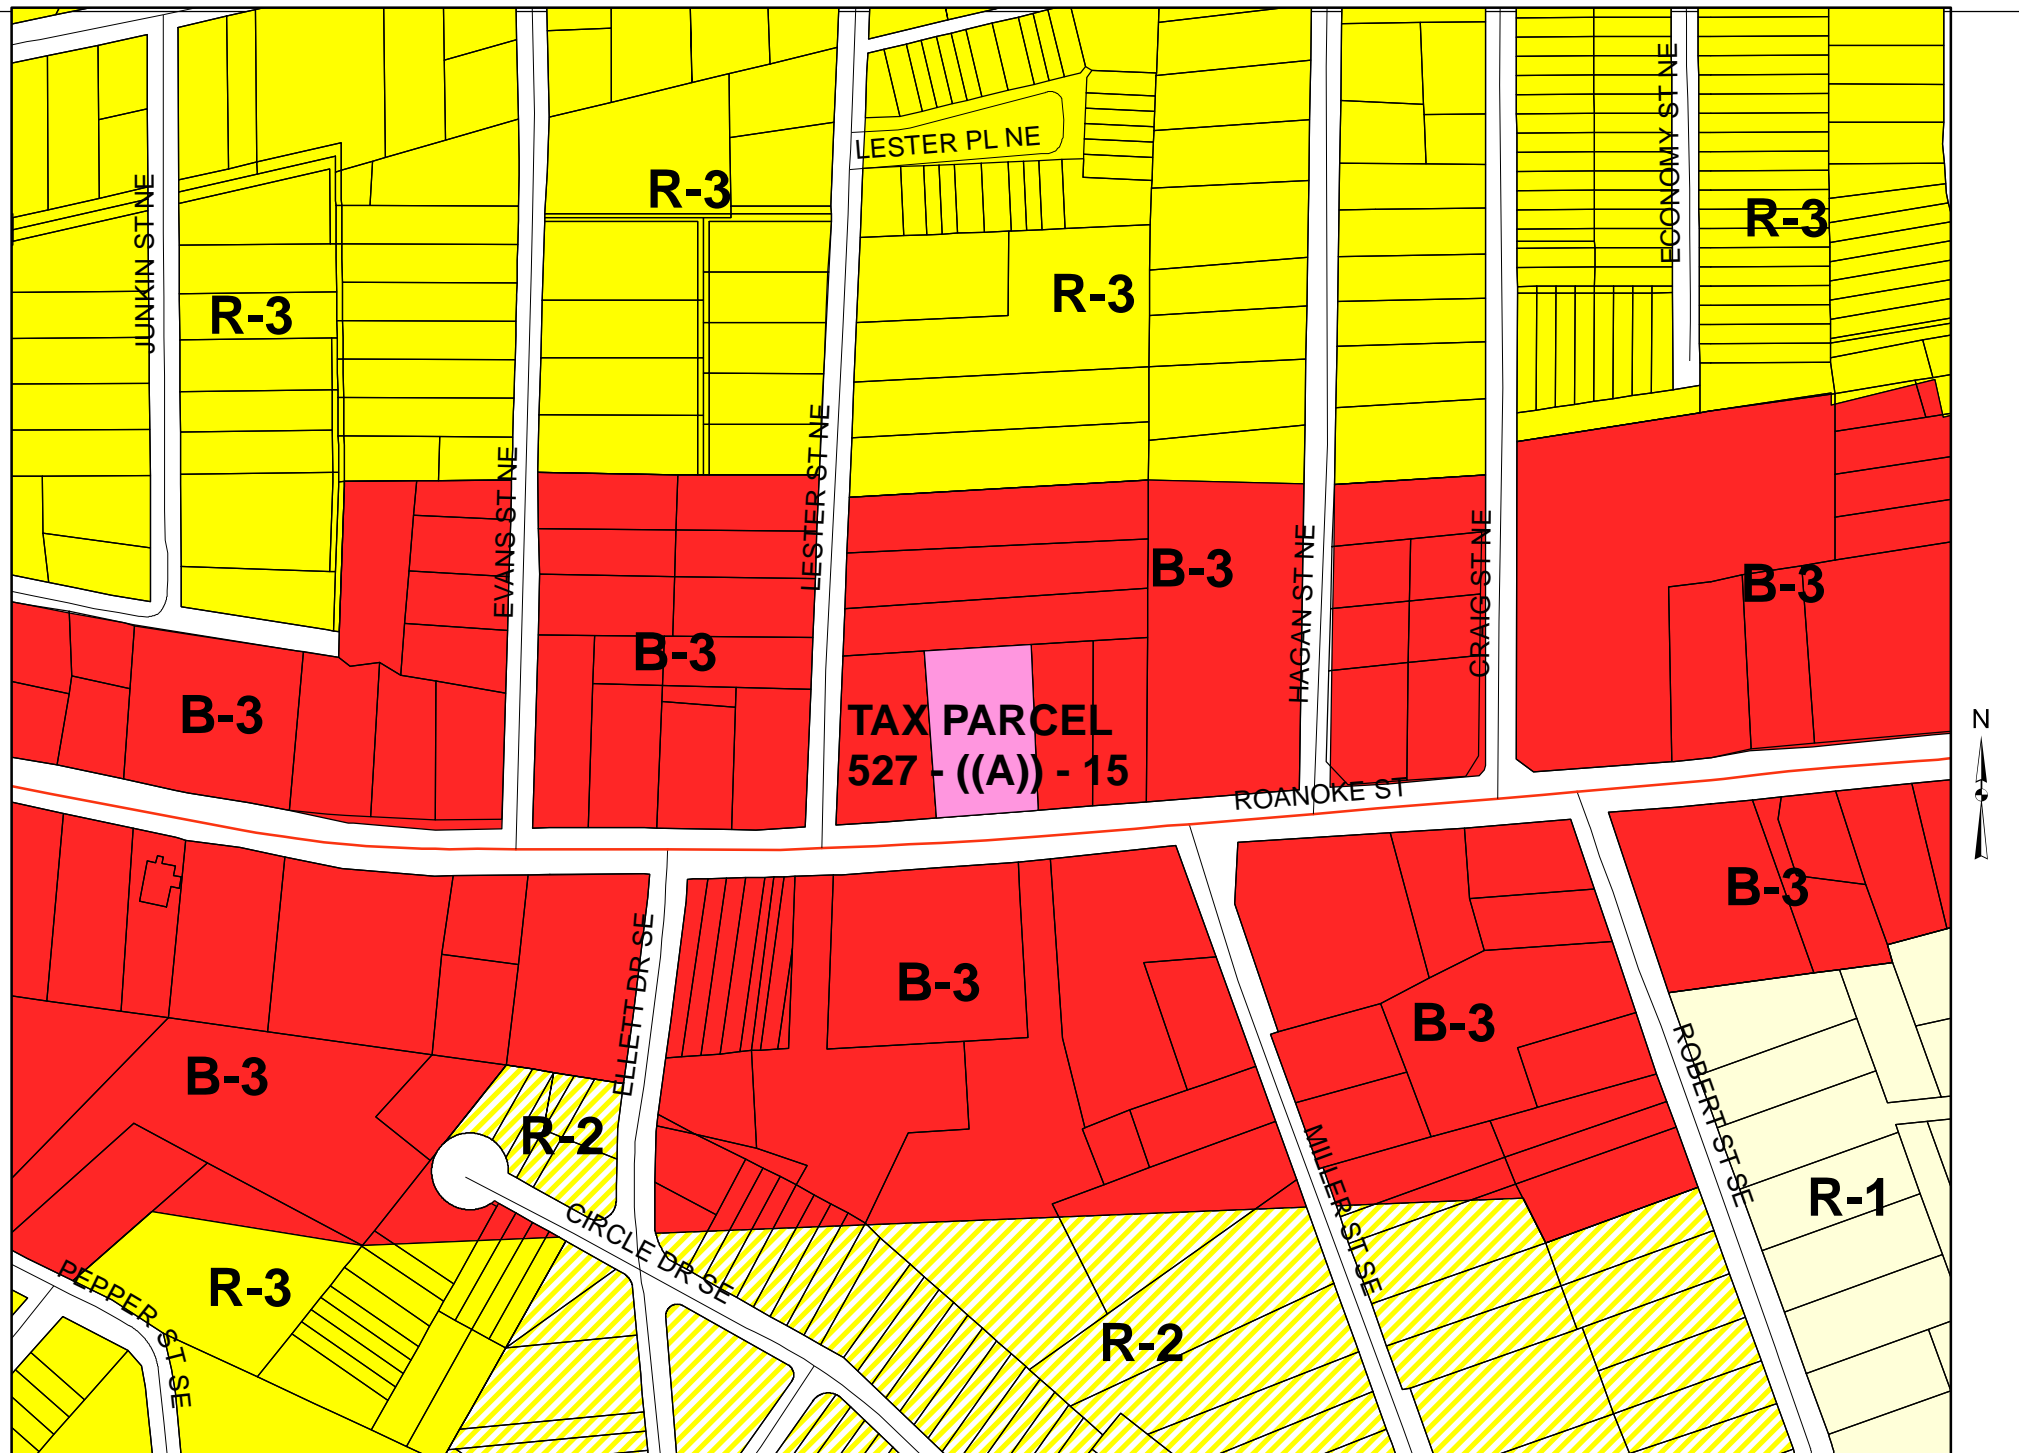 LESTER PL NE
ECONOMY ST NE
R-3
R-3
JUNKIN ST NE
R-3
R-3
EVANS ST NE
LESTER ST NE
HAGAN ST NE
CRAIG ST NE
B-3
B-3
B-3
B-3
TAX PARCEL
527 - ((A)) - 15
N
ROANOKE ST
B-3
ELLETT DR SE
B-3
B-3
B-3
R-2
ROBERT ST SE
MILLER ST SE
R-1
CIRCLE DR SE
PEPPER ST SE
R-3
R-2